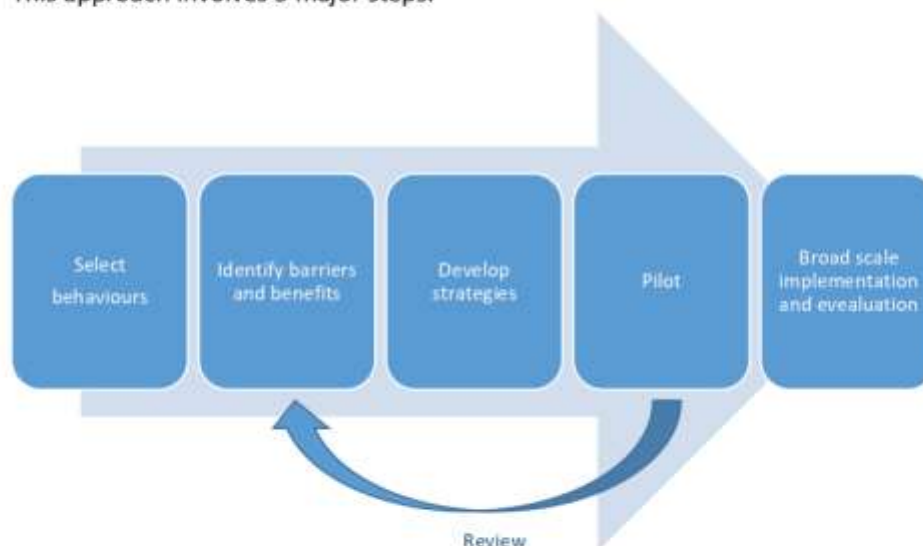 This approach involves 5 major steps:
Select
behaviours
Identify barriers
and benefits
Develop
strategies
Pilot
Broad scale
implementation
and evealuation
Review